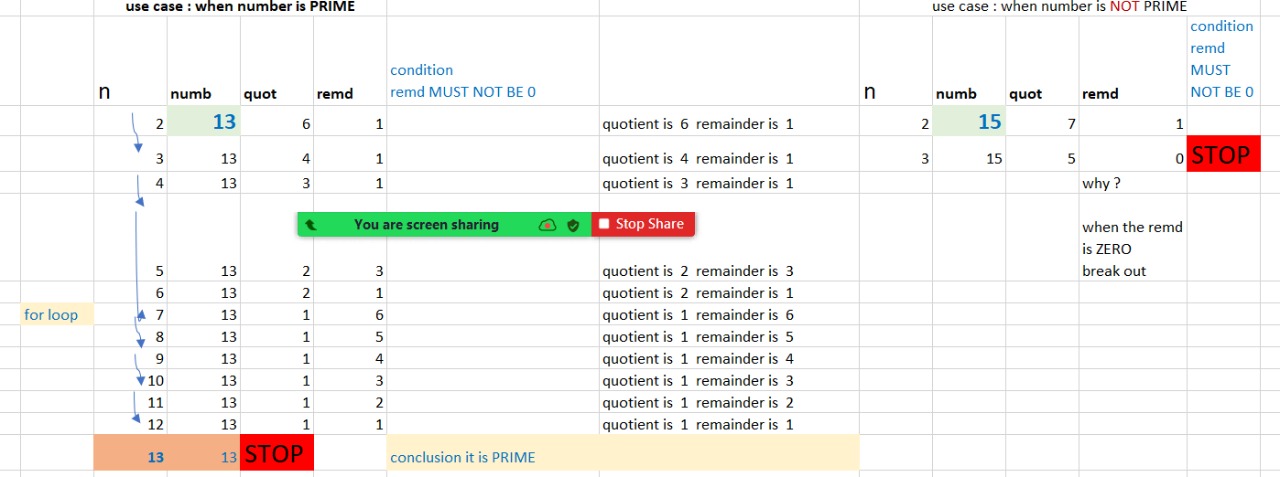 use case : when number is PRIME use case : when number is NOT PRIME
condition
remd
condition MUST
n numb quot remd remd MUST NOT BE 0 n numb quot remd NOT BE 0
2 13 6 1 quotient is 6 remainder is 1 2 15 7 1
3 13 4 1 quotient is 4 remainder is 1 3 15 5 0 STOP
4 13 3 1 quotient is 3 remainder is 1 why ?
You are screen sharing Stop Share when the remd
is ZERO
5 13 2 3 quotient is 2 remainder is 3 break out
6 13 2 1 quotient is 2 remainder is 1
for loop 7 13 1 6 quotient is 1 remainder is 6
8 13 1 5 quotient is 1 remainder is 5
9 13 1 4 quotient is 1 remainder is 4
10 13 1 3 quotient is 1 remainder is 3
11 13 1 2 quotient is 1 remainder is 2
12 13 1 1 quotient is 1 remainder is 1
13 13 STOP conclusion it is PRIME